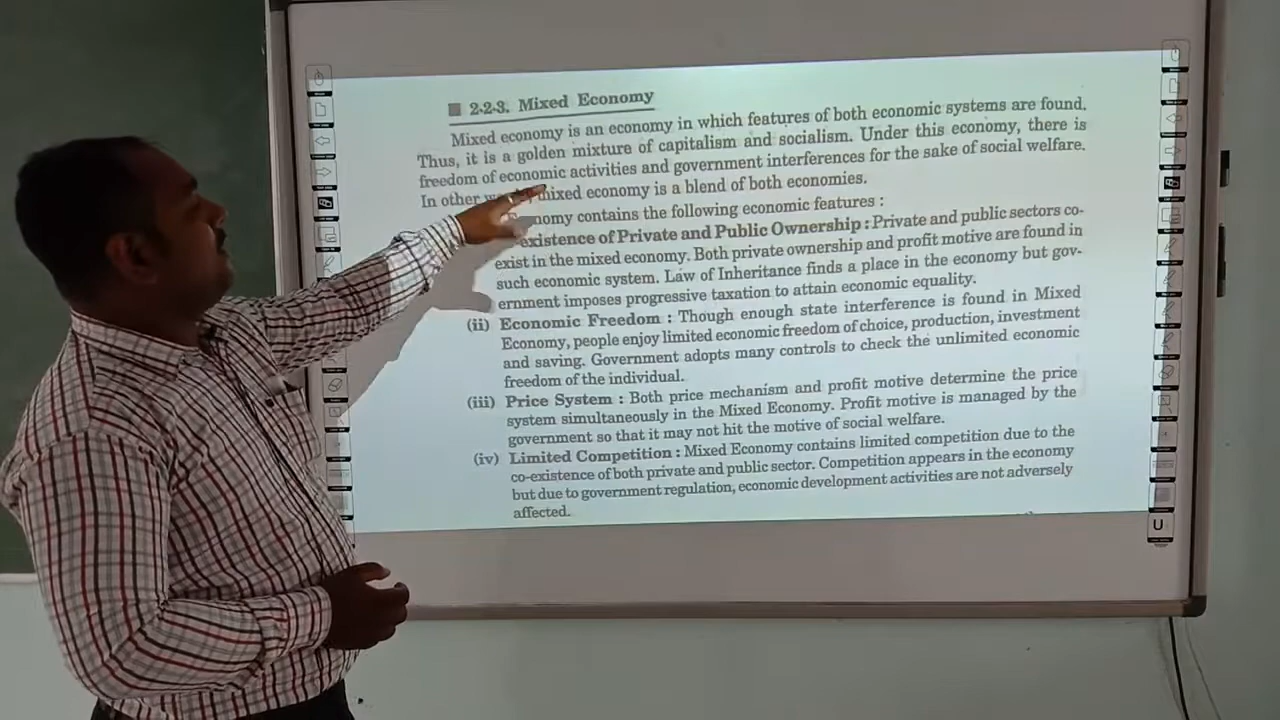 2·2·3. Mixed Economy
Mixed economy is an economy in which features of both economic systems are found.
Thus, it is a golden mixture of capitalism and socialism. Under this economy, there is
freedom of economic activities and government interferences for the sake of social welfare.
In other mixed economy is a blend of both economies.
contains the following economic features :
existence of Private and Public Ownership : Private and public sectors co-
exist in the mixed economy. Both private ownership and profit motive are found in
such economic system. Law of Inheritance finds a place in the economy but gov-
ernment imposes progressive taxation to attain economic equality.
(ii) Economic Freedom : Though enough state interference is found in Mixed
Economy, people enjoy limited economic freedom of choice, production, investment
and saving. Government adopts many controls to check the unlimited economic
freedom of the individual.
(iii) Price System : Both price mechanism and profit motive determine the price
system simultaneously in the Mixed Economy. Profit motive is managed by the
government so that it may not hit the motive of social welfare.
(iv) Limited Competition : Mixed Economy contains limited competition due to the
co-existence of both private and public sector. Competition appears in the economy
but due to government regulation, economic development activities are not adversely
affected.
U